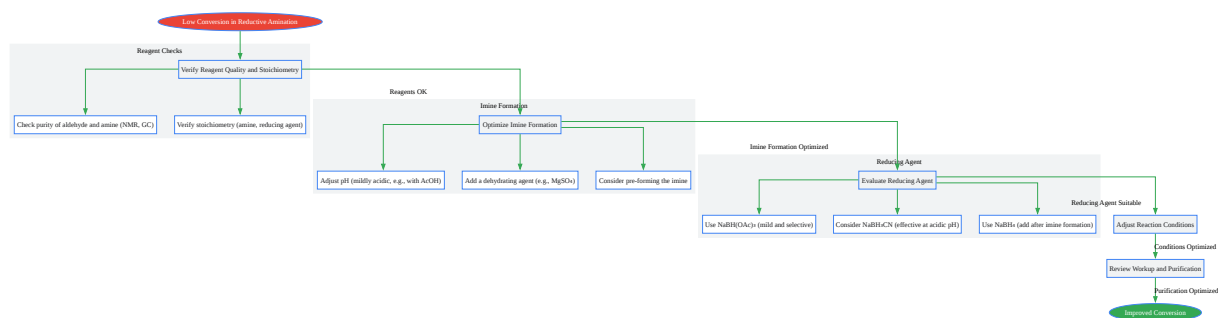 Low Conversion in Reductive Amination
Reagent Checks
Verify Reagent Quality and Stoichiometry
Check purity of aldehyde and amine (NMR, GC)
Verify stoichiometry (amine, reducing agent)
Reagents OK
Imine Formation
Optimize Imine Formation
Adjust pH (mildly acidic, e.g., with AcOH)
Add a dehydrating agent (e.g., MgSO₄)
Consider pre-forming the imine
Imine Formation Optimized
Reducing Agent
Evaluate Reducing Agent
Use NaBH(OAc)₃ (mild and selective)
Consider NaBH₃CN (effective at acidic pH)
Use NaBH₄ (add after imine formation)
Reducing Agent Suitable
Adjust Reaction Conditions
Conditions Optimized
Review Workup and Purification
Purification Optimized
Improved Conversion